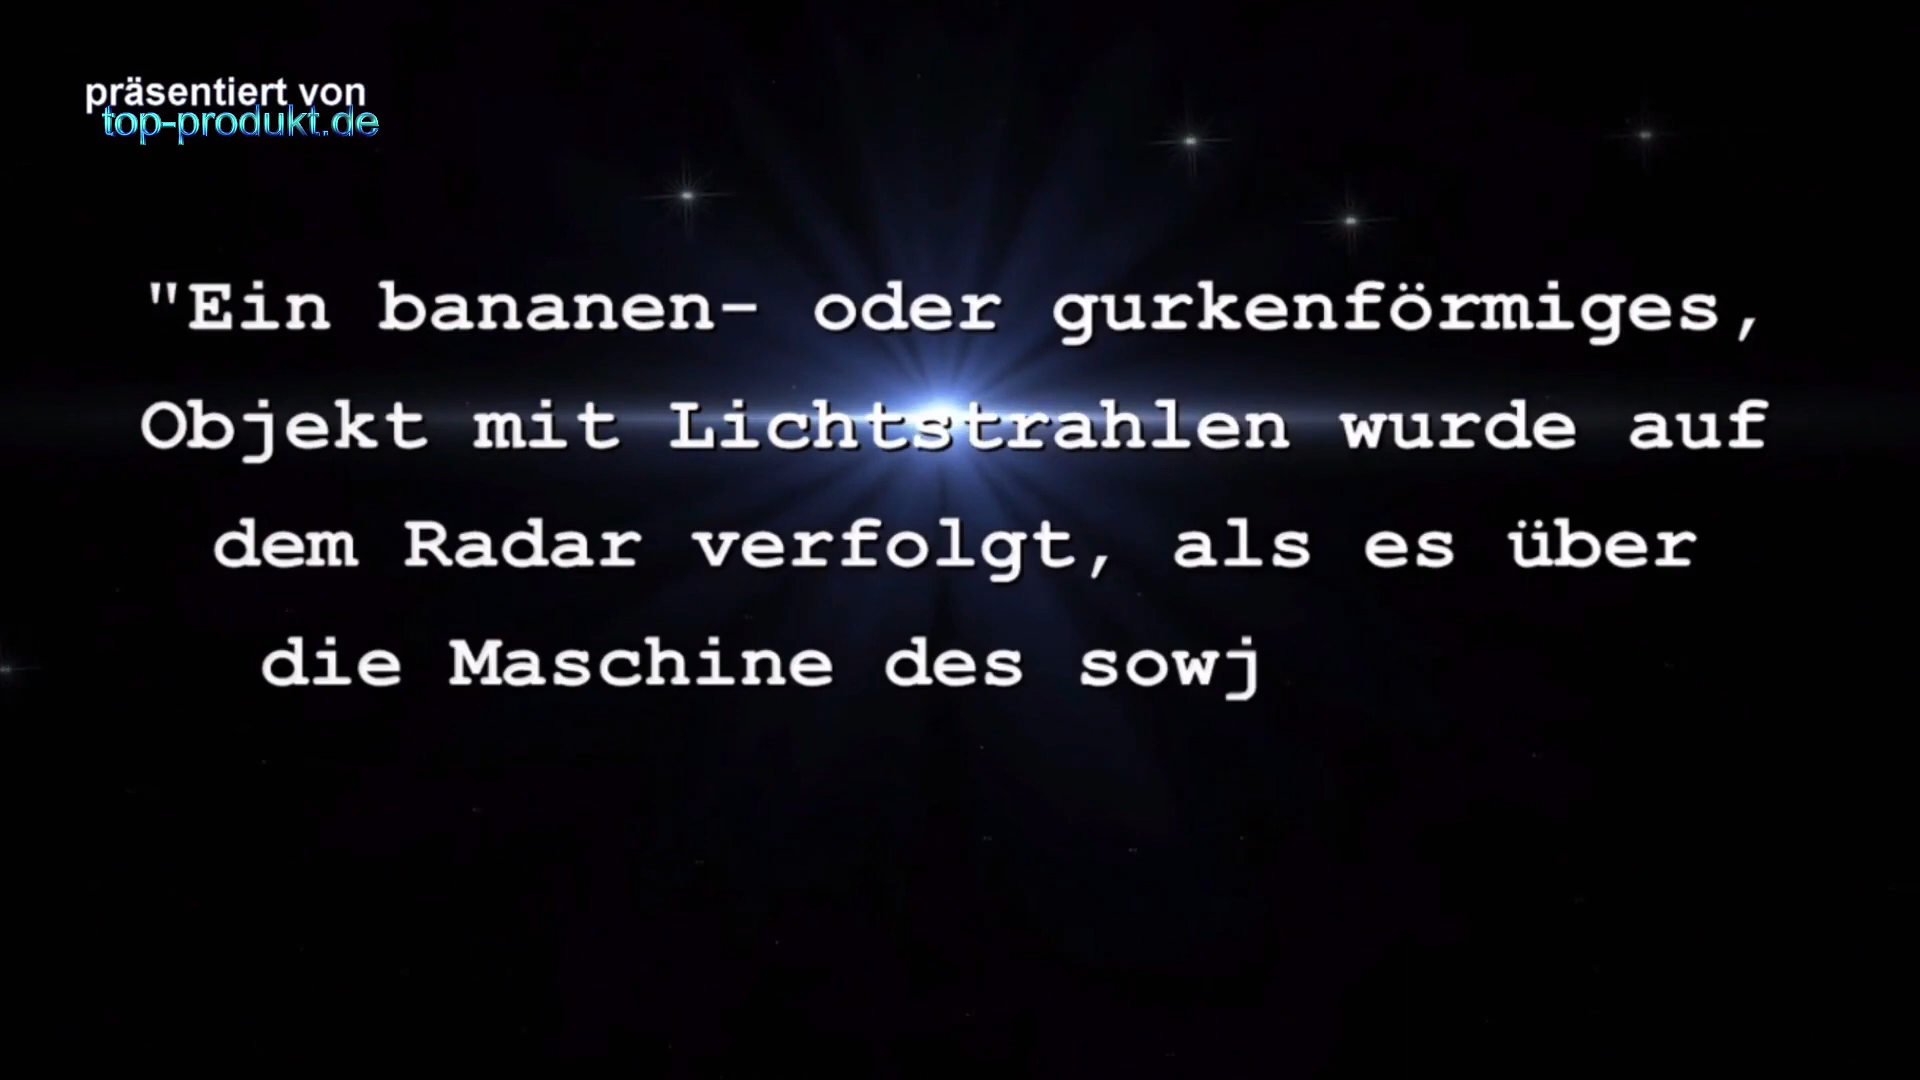 präsentiert von
top-produkt.de
"Ein bananen- oder gurkenförmiges,
Objekt mit Lichtstrahlen wurde auf
dem Radar verfolgt, als es über
die Maschine des sowj